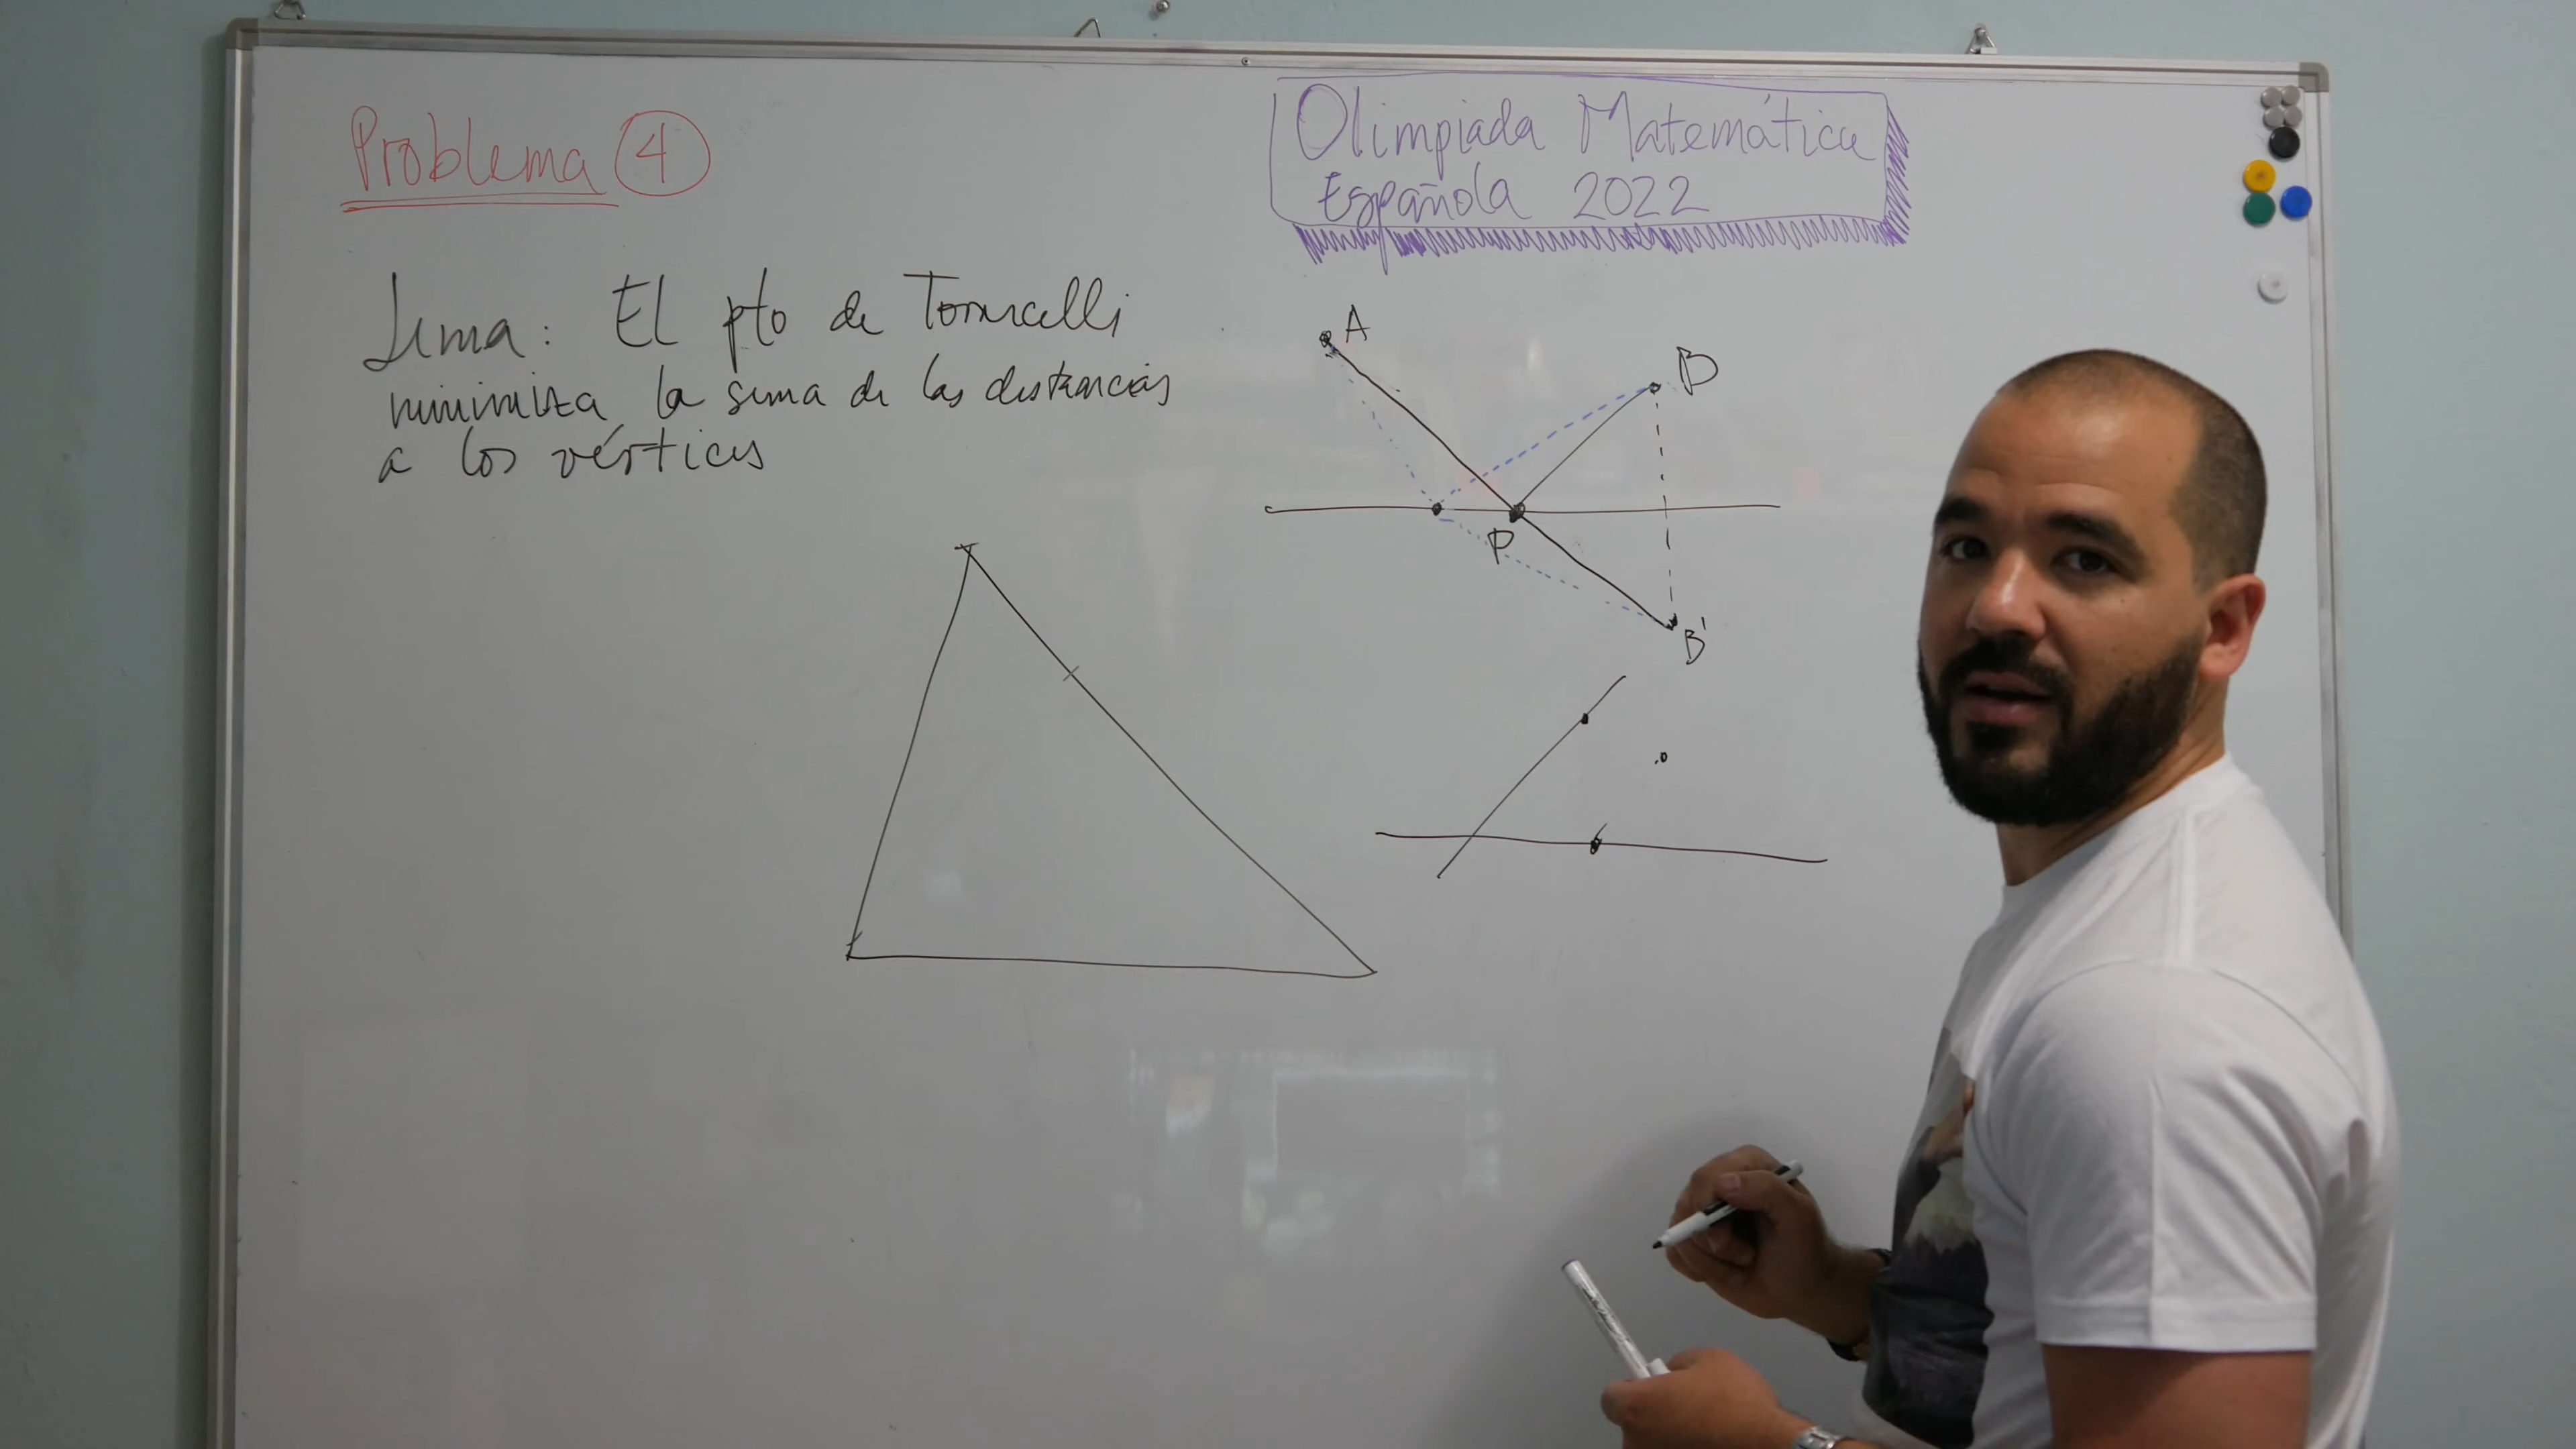 Problema 4
Olimpiada Matemática
Española 2022
Lema: El pto de Torricelli
minimiza la suma de las distancias
a los vértices
A
B
P
B'